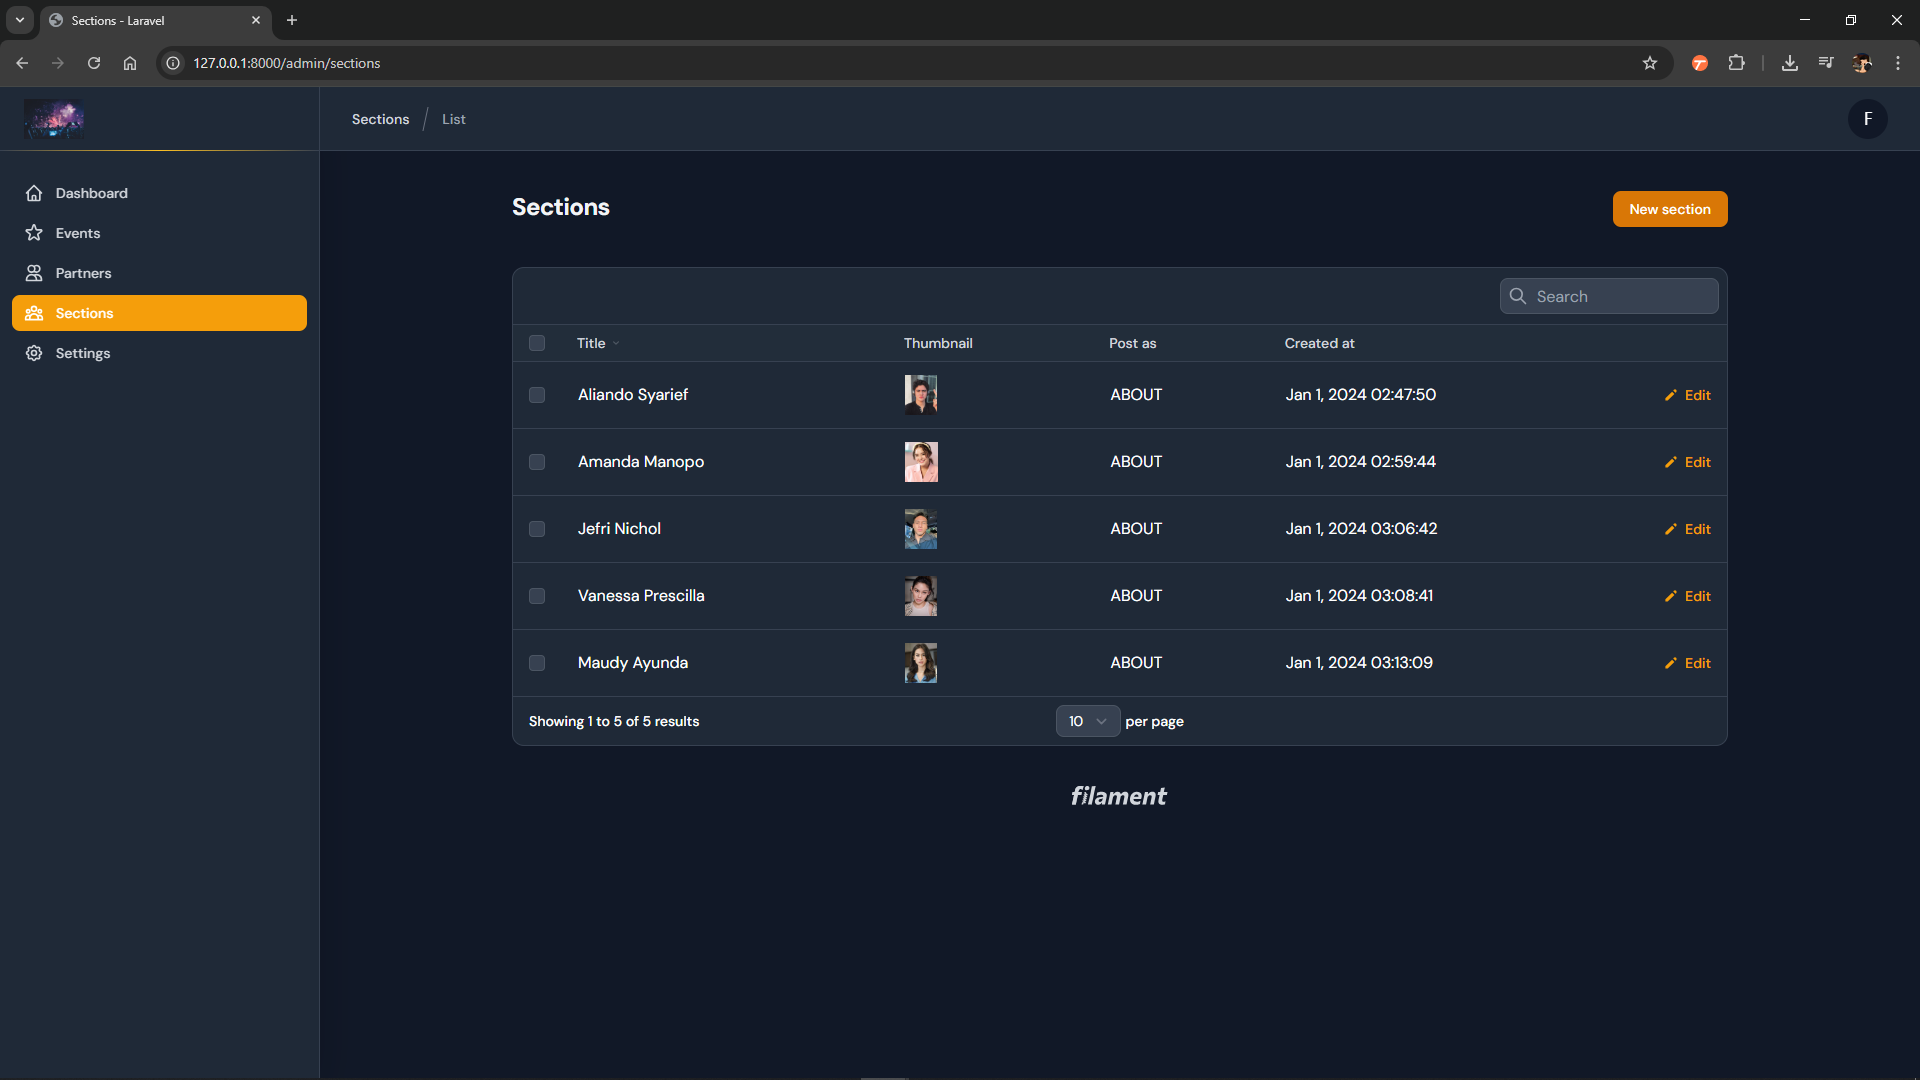 Sections - Laravel
127.0.0.1:8000/admin/sections
Sections / List
F
Dashboard
Events
Partners
Sections
Settings
Sections
New section
Search
Title Thumbnail Post as Created at
Aliando Syarief ABOUT Jan 1, 2024 02:47:50 Edit
Amanda Manopo ABOUT Jan 1, 2024 02:59:44 Edit
Jefri Nichol ABOUT Jan 1, 2024 03:06:42 Edit
Vanessa Prescilla ABOUT Jan 1, 2024 03:08:41 Edit
Maudy Ayunda ABOUT Jan 1, 2024 03:13:09 Edit
Showing 1 to 5 of 5 results 10 per page
filament